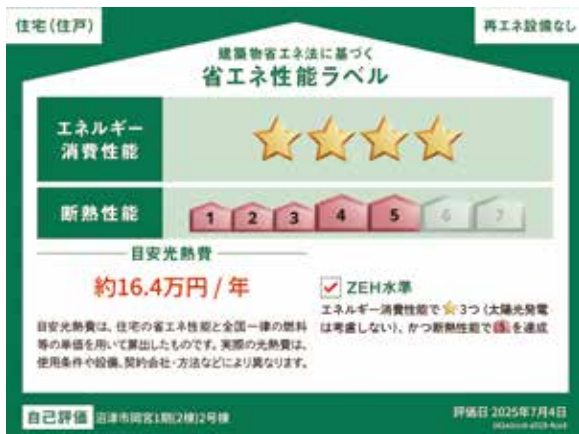 住宅(住戸)
再エネ設備なし
建築物省エネ法に基づく
省エネ性能ラベル
エネルギー
消費性能
断熱性能
1 2 3 4 5 6 7
目安光熱費
約16.4万円 / 年
目安光熱費は、住宅の省エネ性能と全国一律の燃料
等の単価を用いて算出したものです。実際の光熱費は、
使用条件や設備、契約会社・方法などにより異なります。
ZEH水準
エネルギー消費性能で★3つ(太陽光発電
は考慮しない)、かつ断熱性能で5を達成
自己評価 沼津市岡宮1期(2棟)2号棟
評価日 2025年7月4日